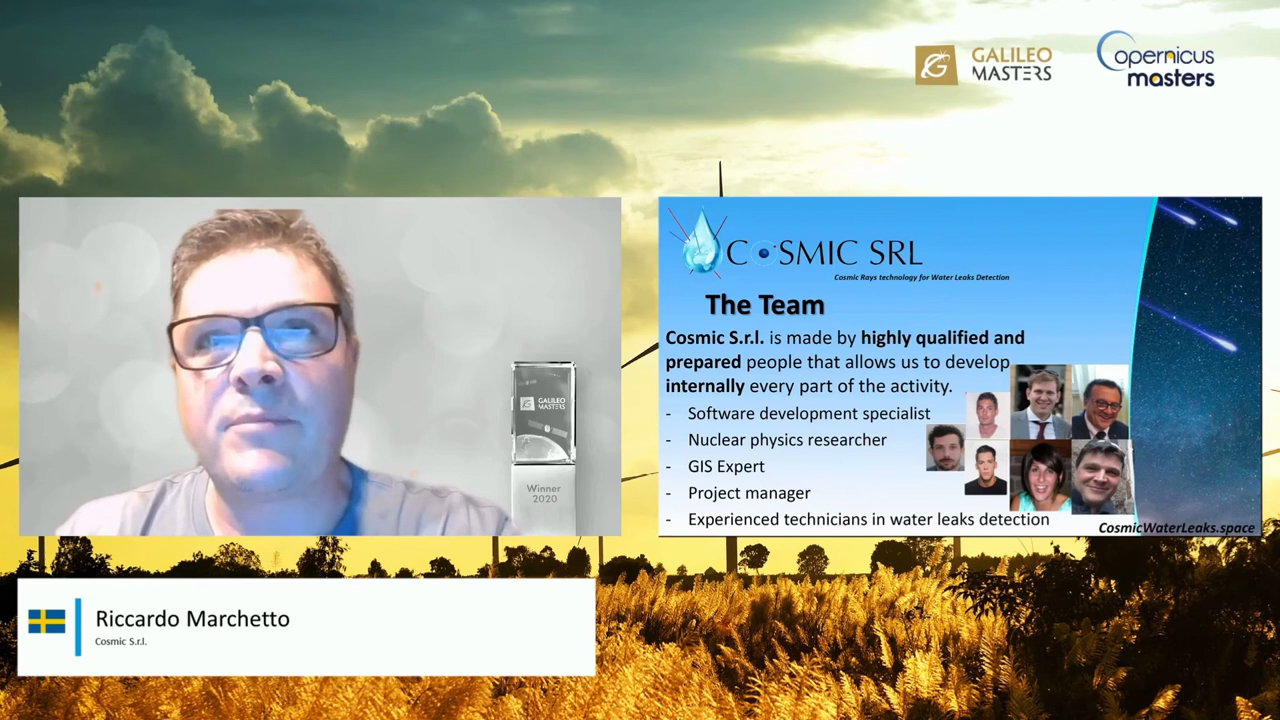 GALILEO
MASTERS
Copernicus
masters
COSMIC SRL
Cosmic Rays technology for Water Leaks Detection
The Team
Cosmic S.r.l. is made by highly qualified and
prepared people that allows us to develop
internally every part of the activity.
- Software development specialist
- Nuclear physics researcher
- GIS Expert
- Project manager
- Experienced technicians in water leaks detection
CosmicWaterLeaks.space
GALILEO
MASTERS
Winner
2020
Riccardo Marchetto
Cosmic S.r.l.